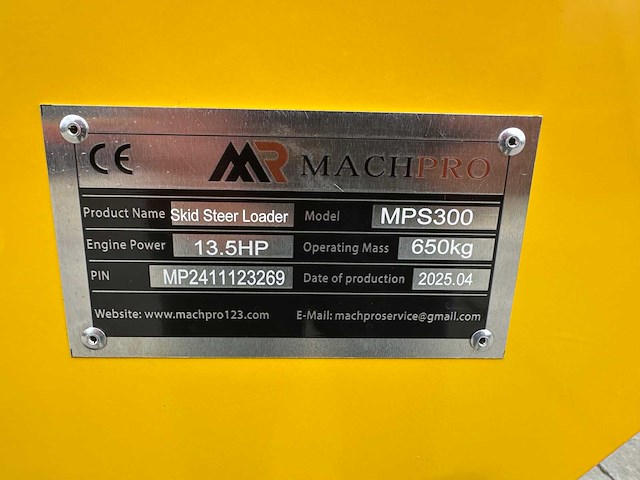 CE MR MACHPRO
Product Name Skid Steer Loader Model MPS300
Engine Power 13.5HP Operating Mass 650kg
PIN MP2411123269 Date of production 2025.04
Website: www.machpro123.com E-Mail: machproservice@gmail.com